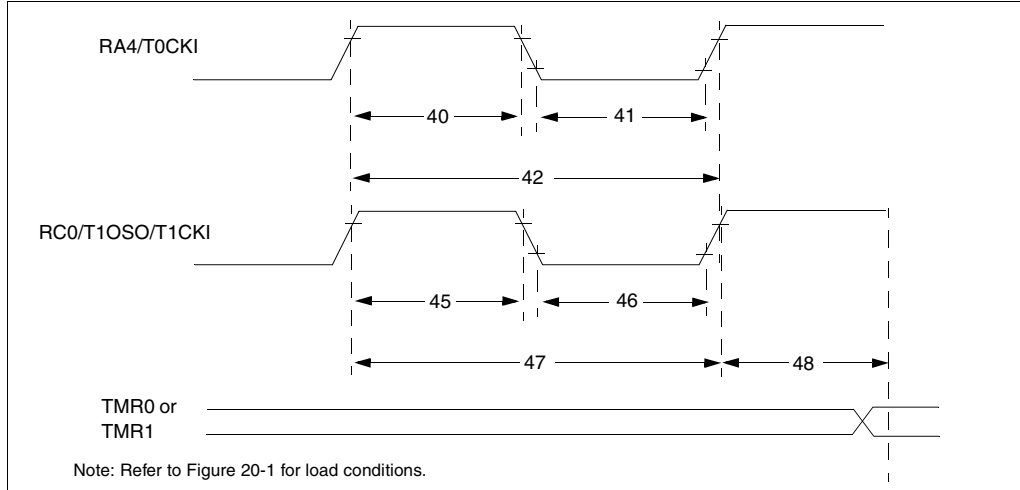 RA4/T0CKI
40
41
42
RC0/T1OSO/T1CKI
45
46
47
48
TMR0 or
TMR1
Note: Refer to Figure 20-1 for load conditions.